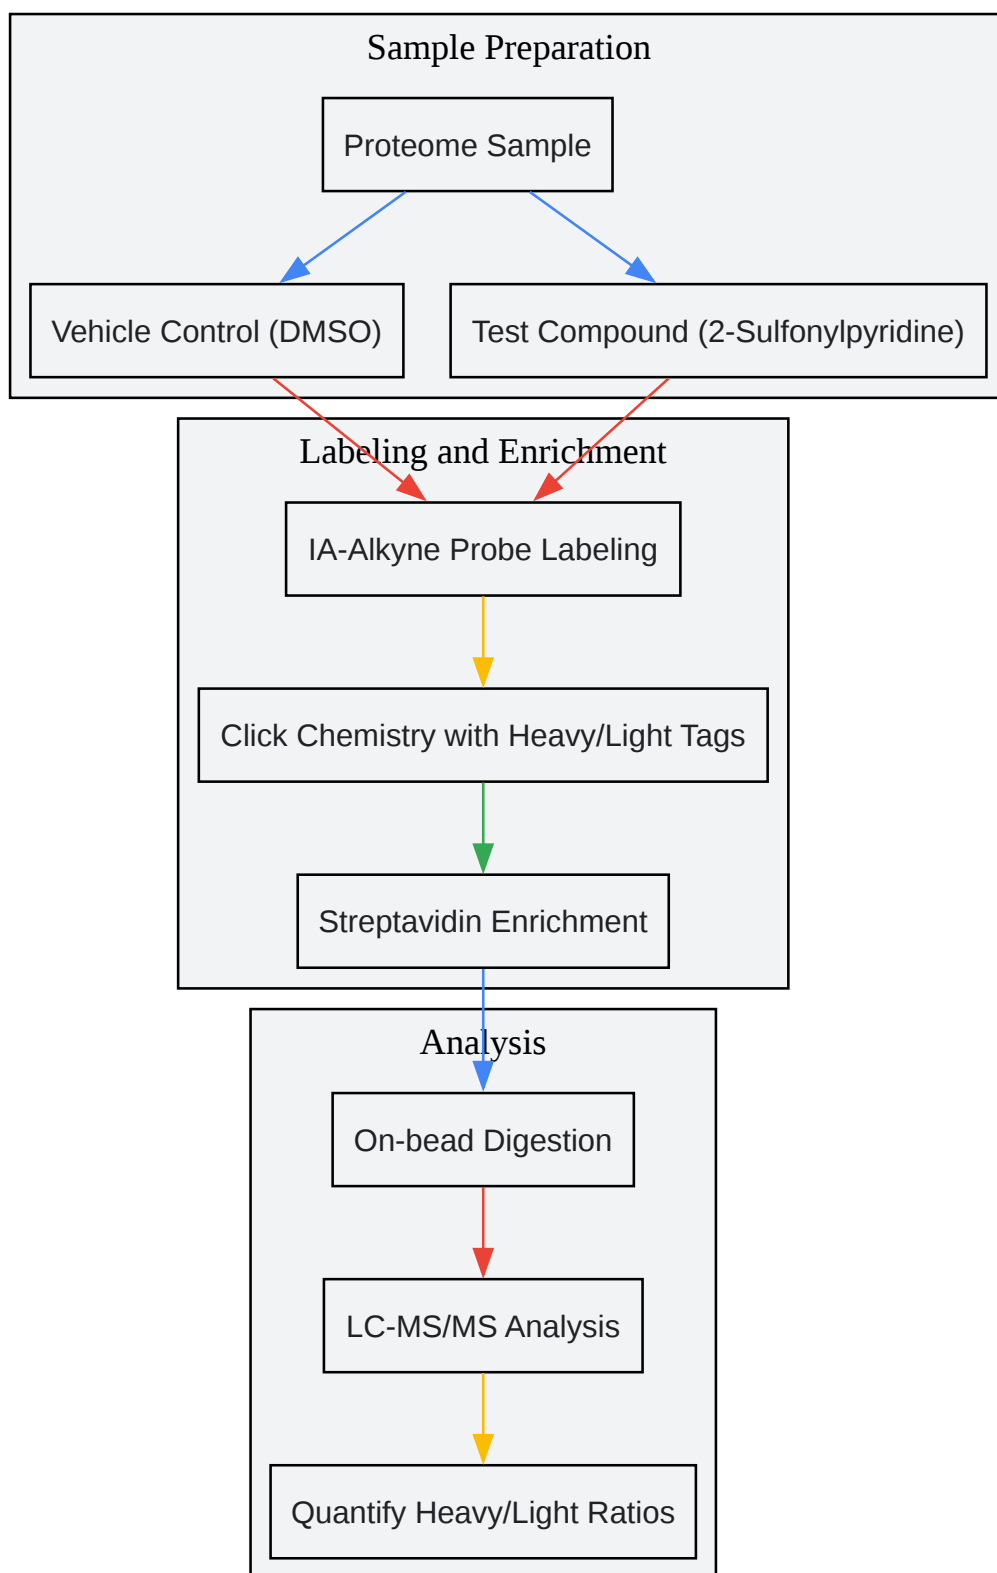 Sample Preparation
Proteome Sample
Vehicle Control (DMSO)
Test Compound (2-Sulfonylpyridine)
Labeling and Enrichment
IA-Alkyne Probe Labeling
Click Chemistry with Heavy/Light Tags
Streptavidin Enrichment
Analysis
On-bead Digestion
LC-MS/MS Analysis
Quantify Heavy/Light Ratios